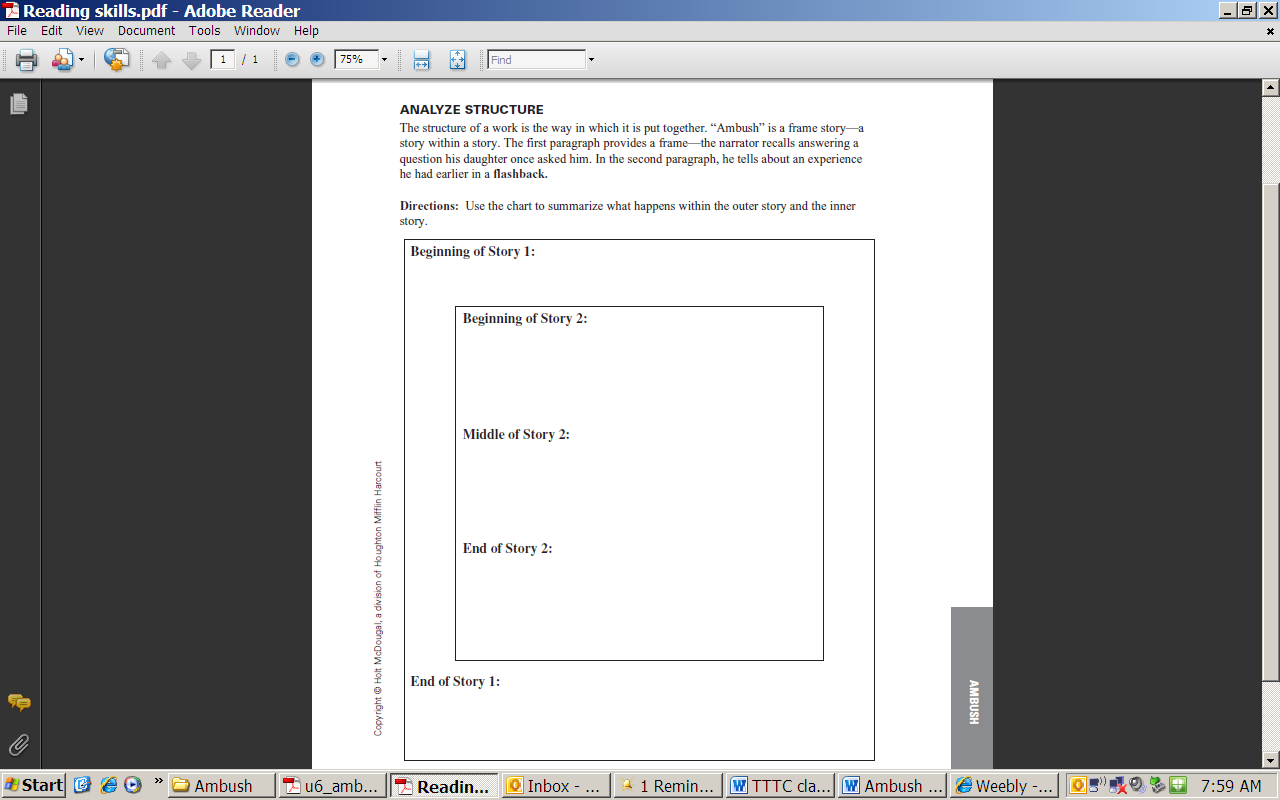 Reading skills.pdf - Adobe Reader
File Edit View Document Tools Window Help
1 / 1 75% Find
ANALYZE STRUCTURE
The structure of a work is the way in which it is put together. “Ambush” is a frame story—a
story within a story. The first paragraph provides a frame—the narrator recalls answering a
question his daughter once asked him. In the second paragraph, he tells about an experience
he had earlier in a flashback.
Directions: Use the chart to summarize what happens within the outer story and the inner
story.
Beginning of Story 1:
Beginning of Story 2:
Middle of Story 2:
End of Story 2:
End of Story 1:
Copyright © Holt McDougal, a division of Houghton Mifflin Harcourt
AMBUSH
Start » Ambush u6_amb... Readin... Inbox - ... 1 Remin... TTTC cla... Ambush ... Weebly -... 7:59 AM